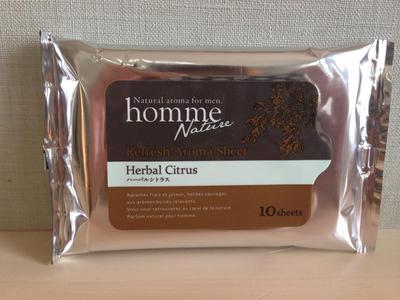 Natural aroma for men.
homme
Nature
Refresh Aroma Sheet
Herbal Citrus
ハーバルシトラス
Agrumes frais et juteux, herbes sauvages
aux arômes boisés relaxants.
Vous vous retrouverez au cœur de la nature
Parfum naturel pour homme.
10sheets